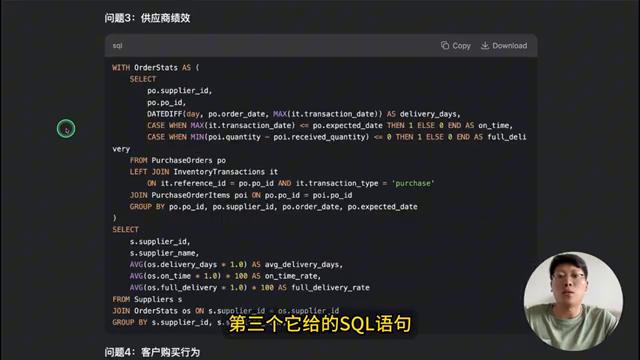 问题3：供应商绩效
sql
Copy
Download
WITH OrderStats AS (
SELECT
po.supplier_id,
po.po_id,
DATEDIFF(day, po.order_date, MAX(it.transaction_date)) AS delivery_days,
CASE WHEN MAX(it.transaction_date) <= po.expected_date THEN 1 ELSE 0 END AS on_time,
CASE WHEN MIN(poi.quantity - poi.received_quantity) <= 0 THEN 1 ELSE 0 END AS full_deli
very
FROM PurchaseOrders po
LEFT JOIN InventoryTransactions it
ON it.reference_id = po.po_id AND it.transaction_type = 'purchase'
JOIN PurchaseOrderItems poi ON po.po_id = poi.po_id
GROUP BY po.po_id, po.supplier_id, po.order_date, po.expected_date
)
SELECT
s.supplier_id,
s.supplier_name,
AVG(os.delivery_days * 1.0) AS avg_delivery_days,
AVG(os.on_time * 1.0) * 100 AS on_time_rate,
AVG(os.full_delivery * 1.0) * 100 AS full_delivery_rate
FROM Suppliers s
JOIN OrderStats os ON s.supplier_id = os.supplier_id
GROUP BY s.supplier_id, s.
第三个它给的SQL语句
问题4：客户购买行为